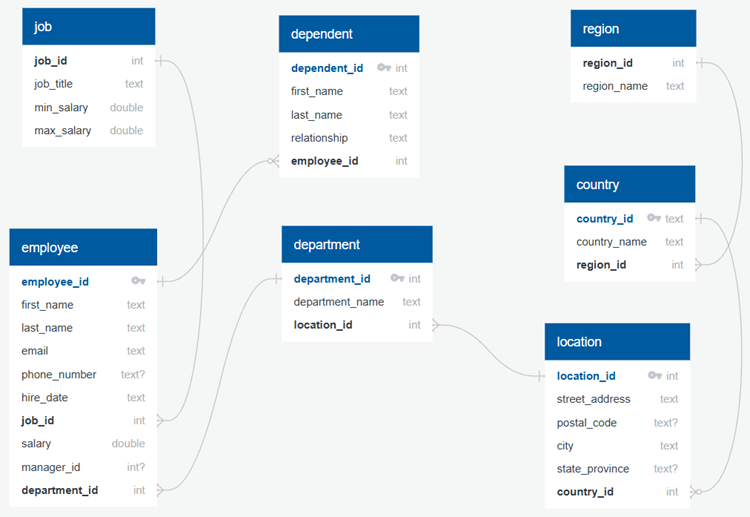 job
job_id int
job_title text
min_salary double
max_salary double
dependent
dependent_id int
first_name text
last_name text
relationship text
employee_id int
region
region_id int
region_name text
country
country_id text
country_name text
region_id int
employee
employee_id
first_name text
last_name text
email text
phone_number text?
hire_date text
job_id int
salary double
manager_id int?
department_id int
department
department_id int
department_name text
location_id int
location
location_id int
street_address text
postal_code text?
city text
state_province text?
country_id int